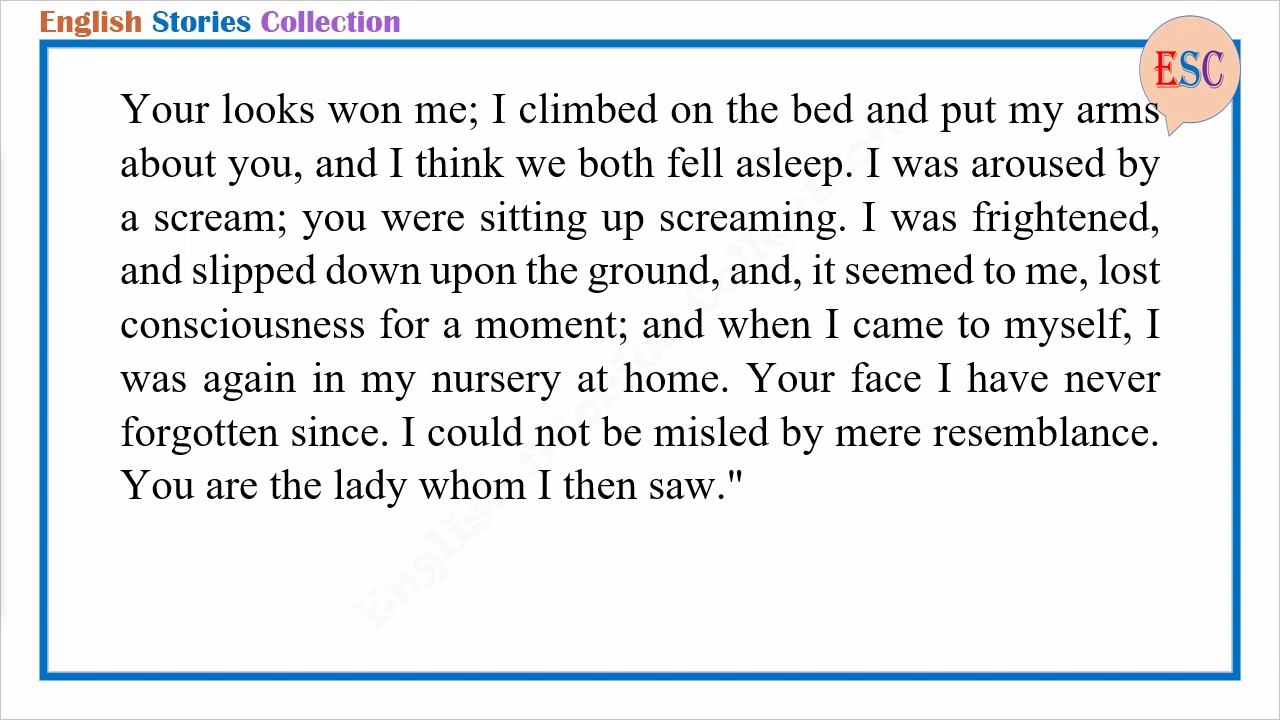 English Stories Collection
ESC
Your looks won me; I climbed on the bed and put my arms
about you, and I think we both fell asleep. I was aroused by
a scream; you were sitting up screaming. I was frightened,
and slipped down upon the ground, and, it seemed to me, lost
consciousness for a moment; and when I came to myself, I
was again in my nursery at home. Your face I have never
forgotten since. I could not be misled by mere resemblance.
You are the lady whom I then saw."
English Stories Collection